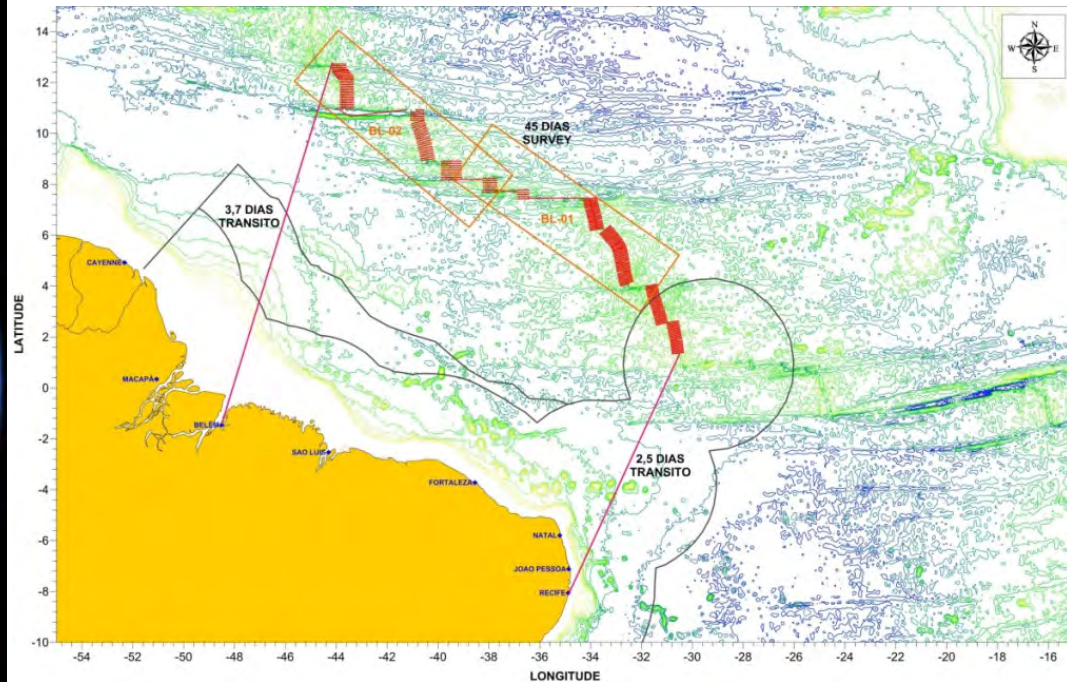 N
W E
S
14
12
10
8
6
4
2
0
-2
-4
-6
-8
-10
LATITUDE
BL-02
45 DIAS
SURVEY
BL-01
3,7 DIAS
TRANSITO
CAYENNE
MACAPÁ
BELEM
SAO LUIS
FORTALEZA
2,5 DIAS
TRANSITO
NATAL
JOAO PESSOA
RECIFE
-54 -52 -50 -48 -46 -44 -42 -40 -38 -36 -34 -32 -30 -28 -26 -24 -22 -20 -18 -16
LONGITUDE